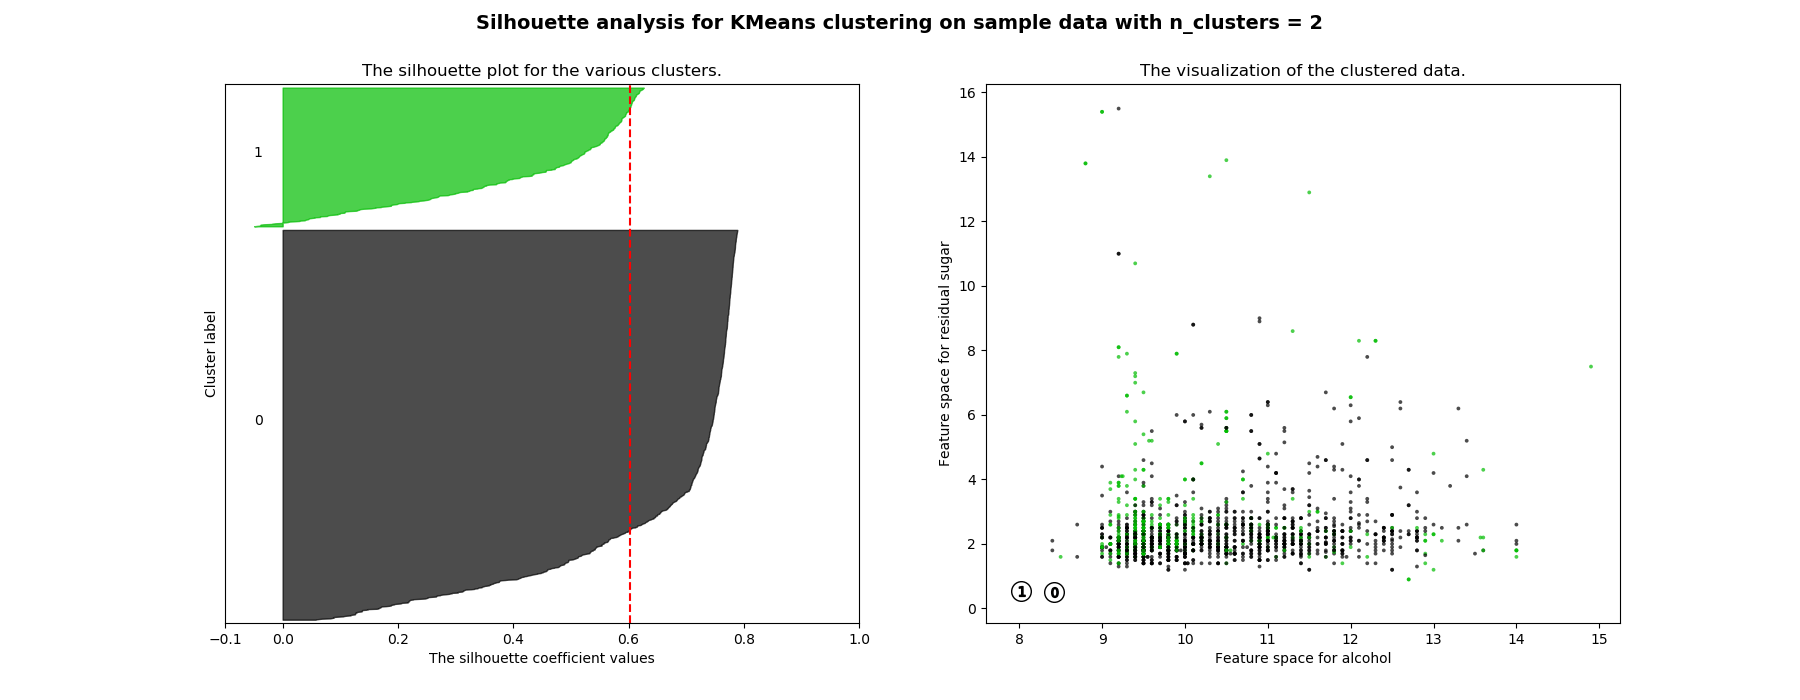 Silhouette analysis for KMeans clustering on sample data with n_clusters = 2
The silhouette plot for the various clusters.
1
0
Cluster label
−0.1 0.0 0.2 0.4 0.6 0.8 1.0
The silhouette coefficient values
The visualization of the clustered data.
16
14
12
10
8
6
4
2
0
Feature space for residual sugar
1 0
8 9 10 11 12 13 14 15
Feature space for alcohol